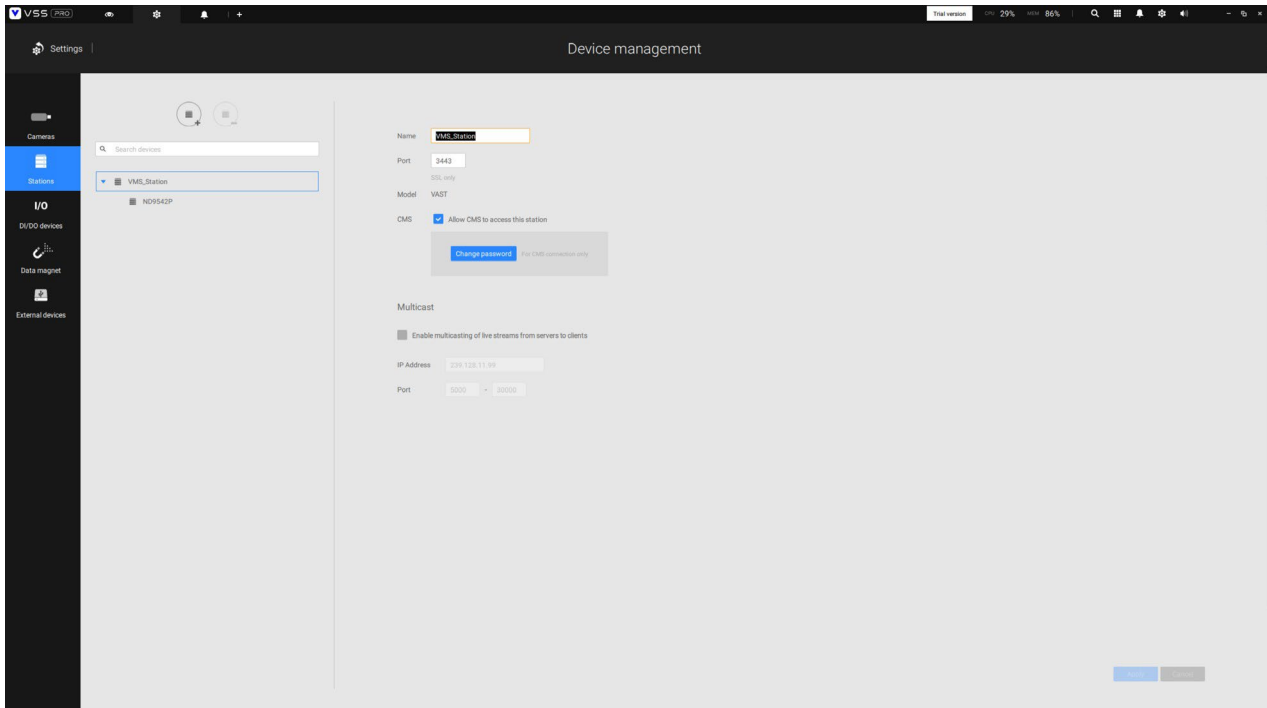 VSS PRO
+
Trial version
CPU 29%
MEM 86%
Settings
Device management
Cameras
Stations
I/O
DI/DO devices
Data magnet
External devices
Search devices
VMS_Station
ND9542P
Name VMS_Station
Port 3443
SSL only
Model VAST
CMS Allow CMS to access this station
Change password For CMS connection only
Multicast
Enable multicasting of live streams from servers to clients
IP Address 239.128.11.99
Port 5000 - 30000
Apply Cancel